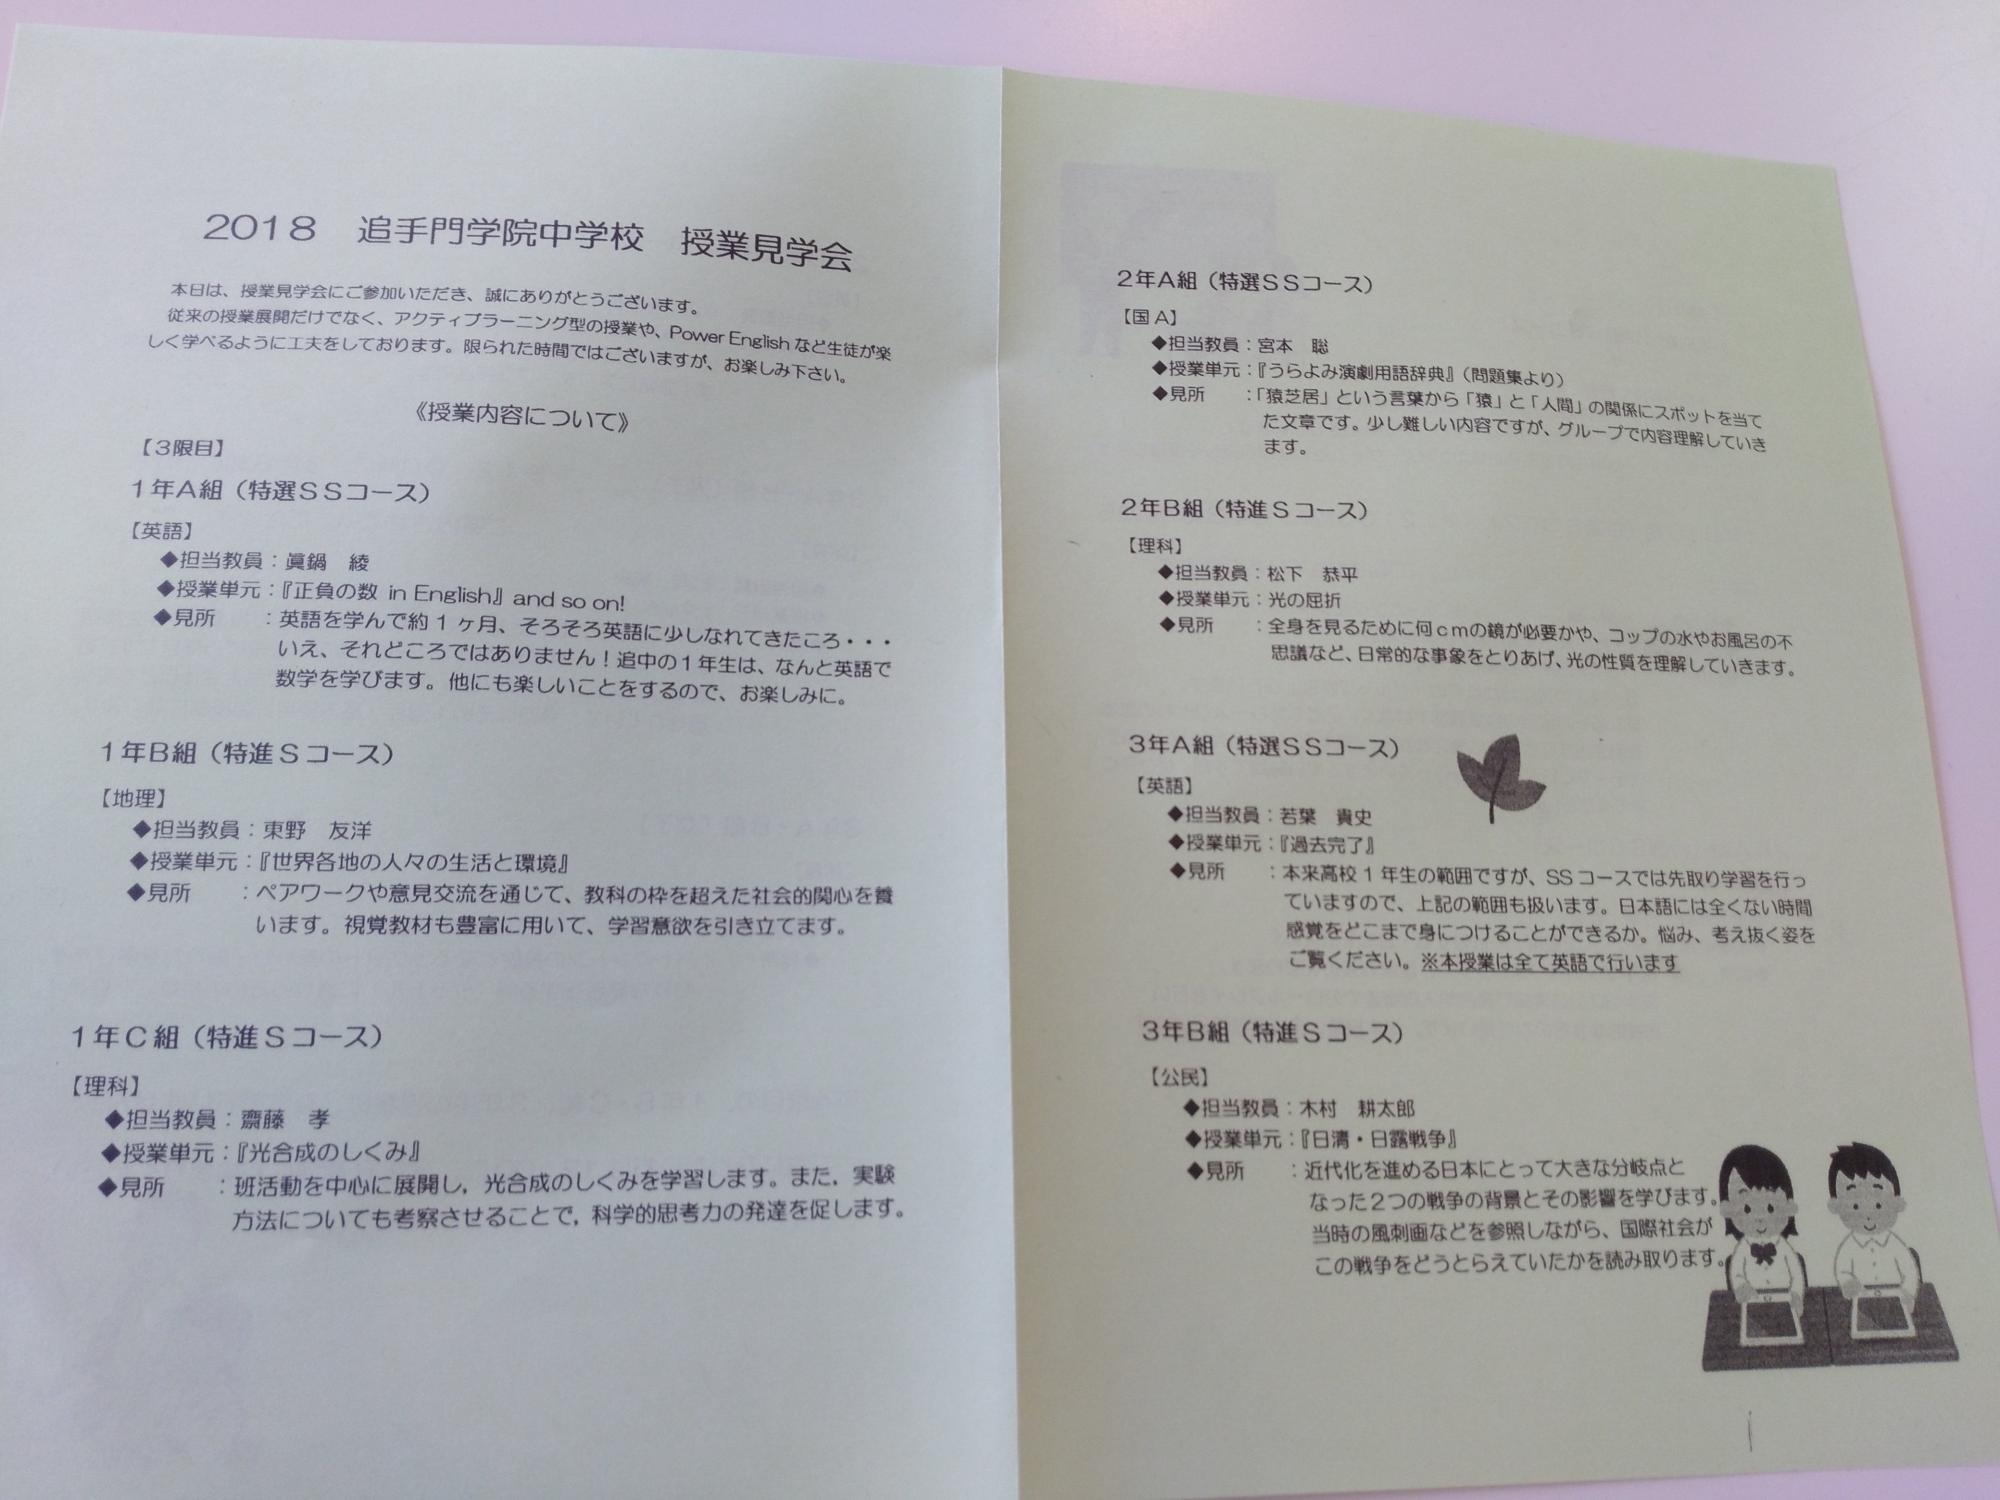 2018　追手門学院中学校　授業見学会
本日は、授業見学会にご参加いただき、誠にありがとうございます。
従来の授業展開だけでなく、アクティブラーニング型の授業や、Power English など生徒が楽
しく学べるように工夫をしております。限られた時間ではございますが、お楽しみ下さい。
《授業内容について》
【3限目】
1年A組（特選SSコース）
【英語】
◆担当教員：眞鍋　綾
◆授業単元：『正負の数 in English』 and so on!
◆見所　　：英語を学んで約1ヶ月、そろそろ英語に少しなれてきたころ・・・
いえ、それどころではありません！追中の1年生は、なんと英語で
数学を学びます。他にも楽しいことをするので、お楽しみに。
1年B組（特進Sコース）
【地理】
◆担当教員：東野　友洋
◆授業単元：『世界各地の人々の生活と環境』
◆見所　　：ペアワークや意見交流を通じて、教科の枠を超えた社会的関心を養
います。視覚教材も豊富に用いて、学習意欲を引き立てます。
1年C組（特進Sコース）
【理科】
◆担当教員：齋藤　孝
◆授業単元：『光合成のしくみ』
◆見所　　：班活動を中心に展開し，光合成のしくみを学習します。また，実験
方法についても考察させることで，科学的思考力の発達を促します。
2年A組（特選SSコース）
【国A】
◆担当教員：宮本　聡
◆授業単元：『うらよみ演劇用語辞典』（問題集より）
◆見所　　：「猿芝居」という言葉から「猿」と「人間」の関係にスポットを当て
た文章です。少し難しい内容ですが、グループで内容理解していき
ます。
2年B組（特進Sコース）
【理科】
◆担当教員：松下　恭平
◆授業単元：光の屈折
◆見所　　：全身を見るために何cmの鏡が必要かや、コップの水やお風呂の不
思議など、日常的な事象をとりあげ、光の性質を理解していきます。
3年A組（特選SSコース）
【英語】
◆担当教員：若葉　貴史
◆授業単元：『過去完了』
◆見所　　：本来高校1年生の範囲ですが、SSコースでは先取り学習を行っ
ていますので、上記の範囲も扱います。日本語には全くない時間
感覚をどこまで身につけることができるか。悩み、考え抜く姿を
ご覧ください。※本授業は全て英語で行います
3年B組（特進Sコース）
【公民】
◆担当教員：木村　耕太郎
◆授業単元：『日清・日露戦争』
◆見所　　：近代化を進める日本にとって大きな分岐点と
なった2つの戦争の背景とその影響を学びます。
当時の風刺画などを参照しながら、国際社会が
この戦争をどうとらえていたかを読み取ります。